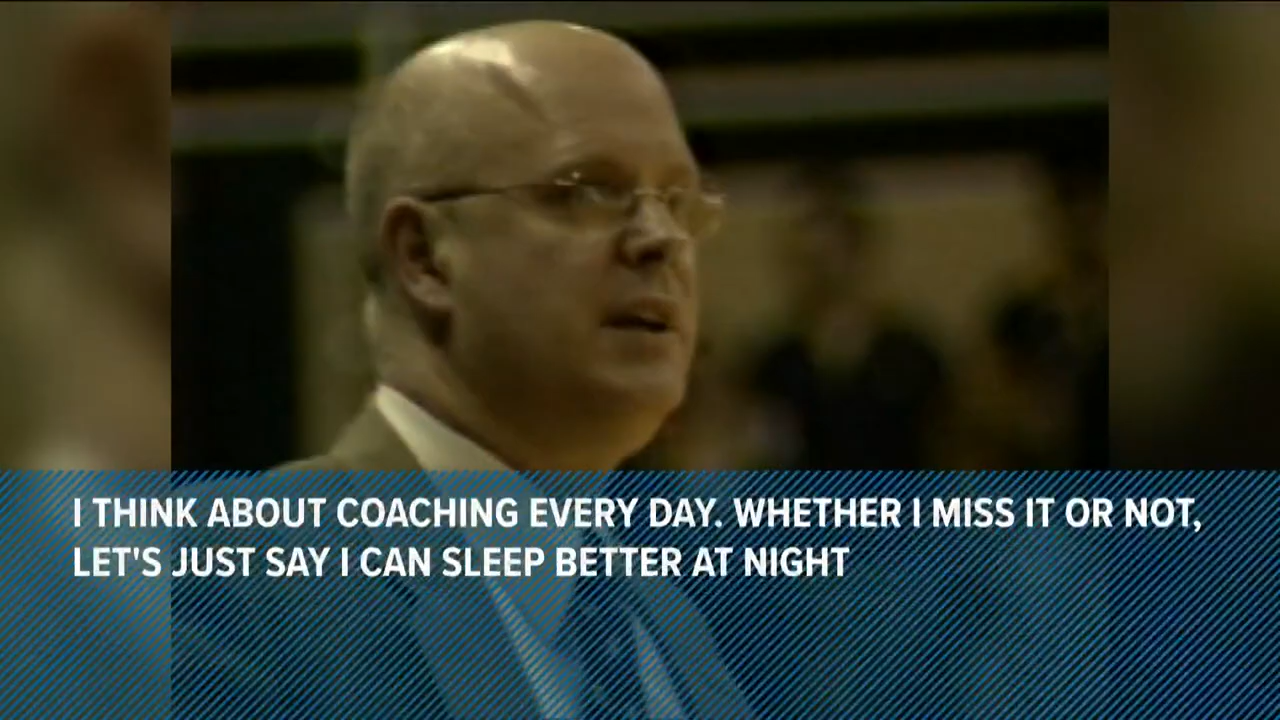 I THINK ABOUT COACHING EVERY DAY. WHETHER I MISS IT OR NOT,
LET'S JUST SAY I CAN SLEEP BETTER AT NIGHT